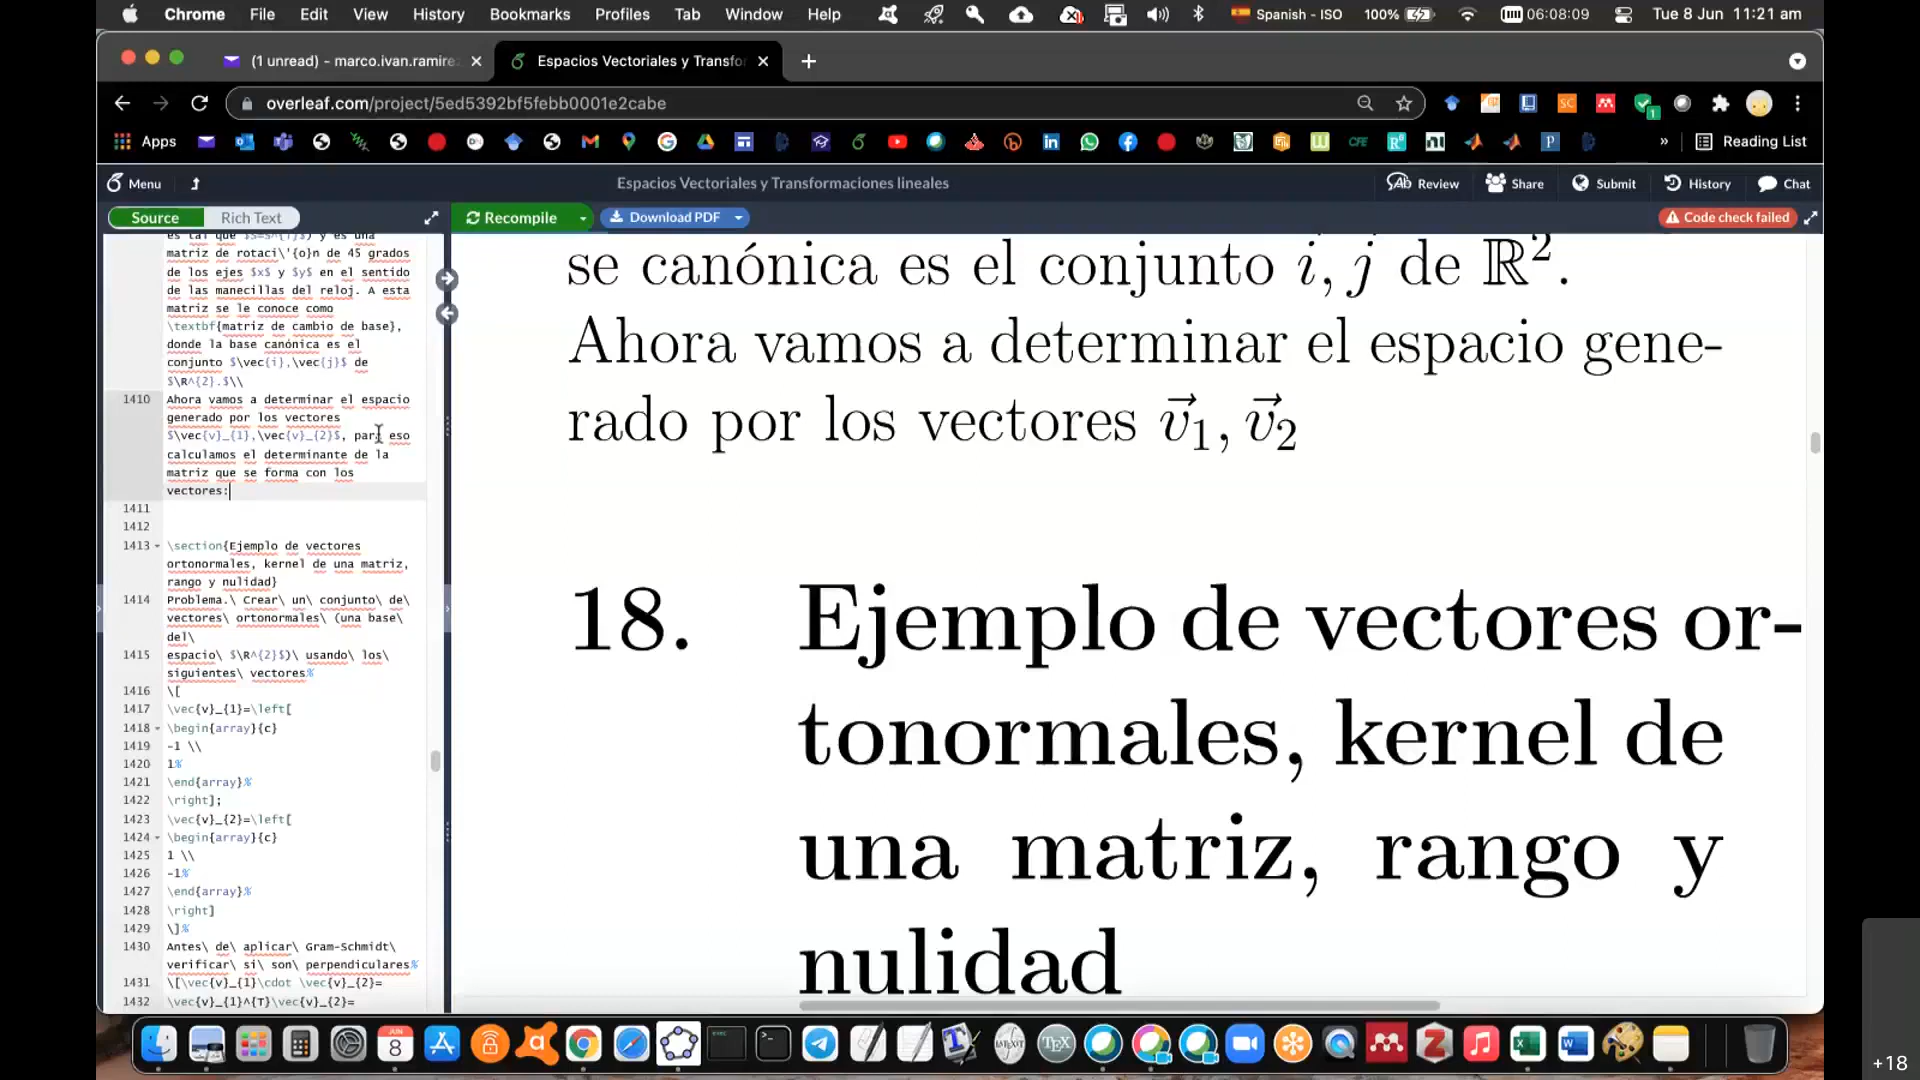 Chrome File Edit View History Bookmarks Profiles Tab Window Help Spanish - ISO 100% 06:08:09 Tue 8 Jun 11:21 am
(1 unread) - marco.ivan.ramire
Espacios Vectoriales y Transfor
overleaf.com/project/5ed5392bf5febb0001e2cabe
Apps » Reading List
Menu Espacios Vectoriales y Transformaciones lineales Review Share Submit History Chat
Source Rich Text Recompile Download PDF Code check failed
es tal que $S=S^{T}$) y es una
matriz de rotaci\'{o}n de 45 grados
de los ejes $x$ y $y$ en el sentido
de las manecillas del reloj. A esta
matriz se le conoce como
\textbf{matriz de cambio de base},
donde la base canónica es el
conjunto $\vec{i},\vec{j}$ de
$\R^{2}.$\\
1410 Ahora vamos a determinar el espacio
generado por los vectores
$\vec{v}_{1},\vec{v}_{2}$, para eso
calculamos el determinante de la
matriz que se forma con los
vectores:
1411
1412
1413 \section{Ejemplo de vectores
ortonormales, kernel de una matriz,
rango y nulidad}
1414 Problema.\ Crear\ un\ conjunto\ de\
vectores\ ortonormales\ (una base\
del\
1415 espacio\ $\R^{2}$)\ usando\ los\
siguientes\ vectores%
1416 \[
1417 \vec{v}_{1}=\left[
1418 \begin{array}{c}
1419 -1 \\
1420 1%
1421 \end{array}%
1422 \right];
1423 \vec{v}_{2}=\left[
1424 \begin{array}{c}
1425 1 \\
1426 -1%
1427 \end{array}%
1428 \right]
1429 \]%
1430 Antes\ de\ aplicar\ Gram-Schmidt\
verificar\ si\ son\ perpendiculares%
1431 \[\vec{v}_{1}\cdot \vec{v}_{2}=
1432 \vec{v}_{1}^{T}\vec{v}_{2}=
se canónica es el conjunto i, j de ℝ².
Ahora vamos a determinar el espacio gene-
rado por los vectores v⃗₁, v⃗₂
18. Ejemplo de vectores or-
tonormales, kernel de
una matriz, rango y
nulidad
JUN
8
+18